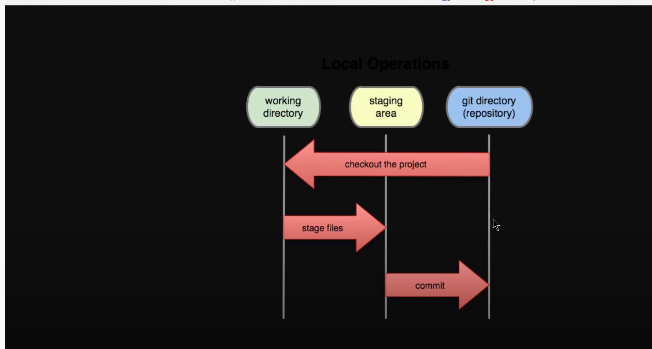 Local Operations
working
directory
staging
area
git directory
(repository)
checkout the project
stage files
commit